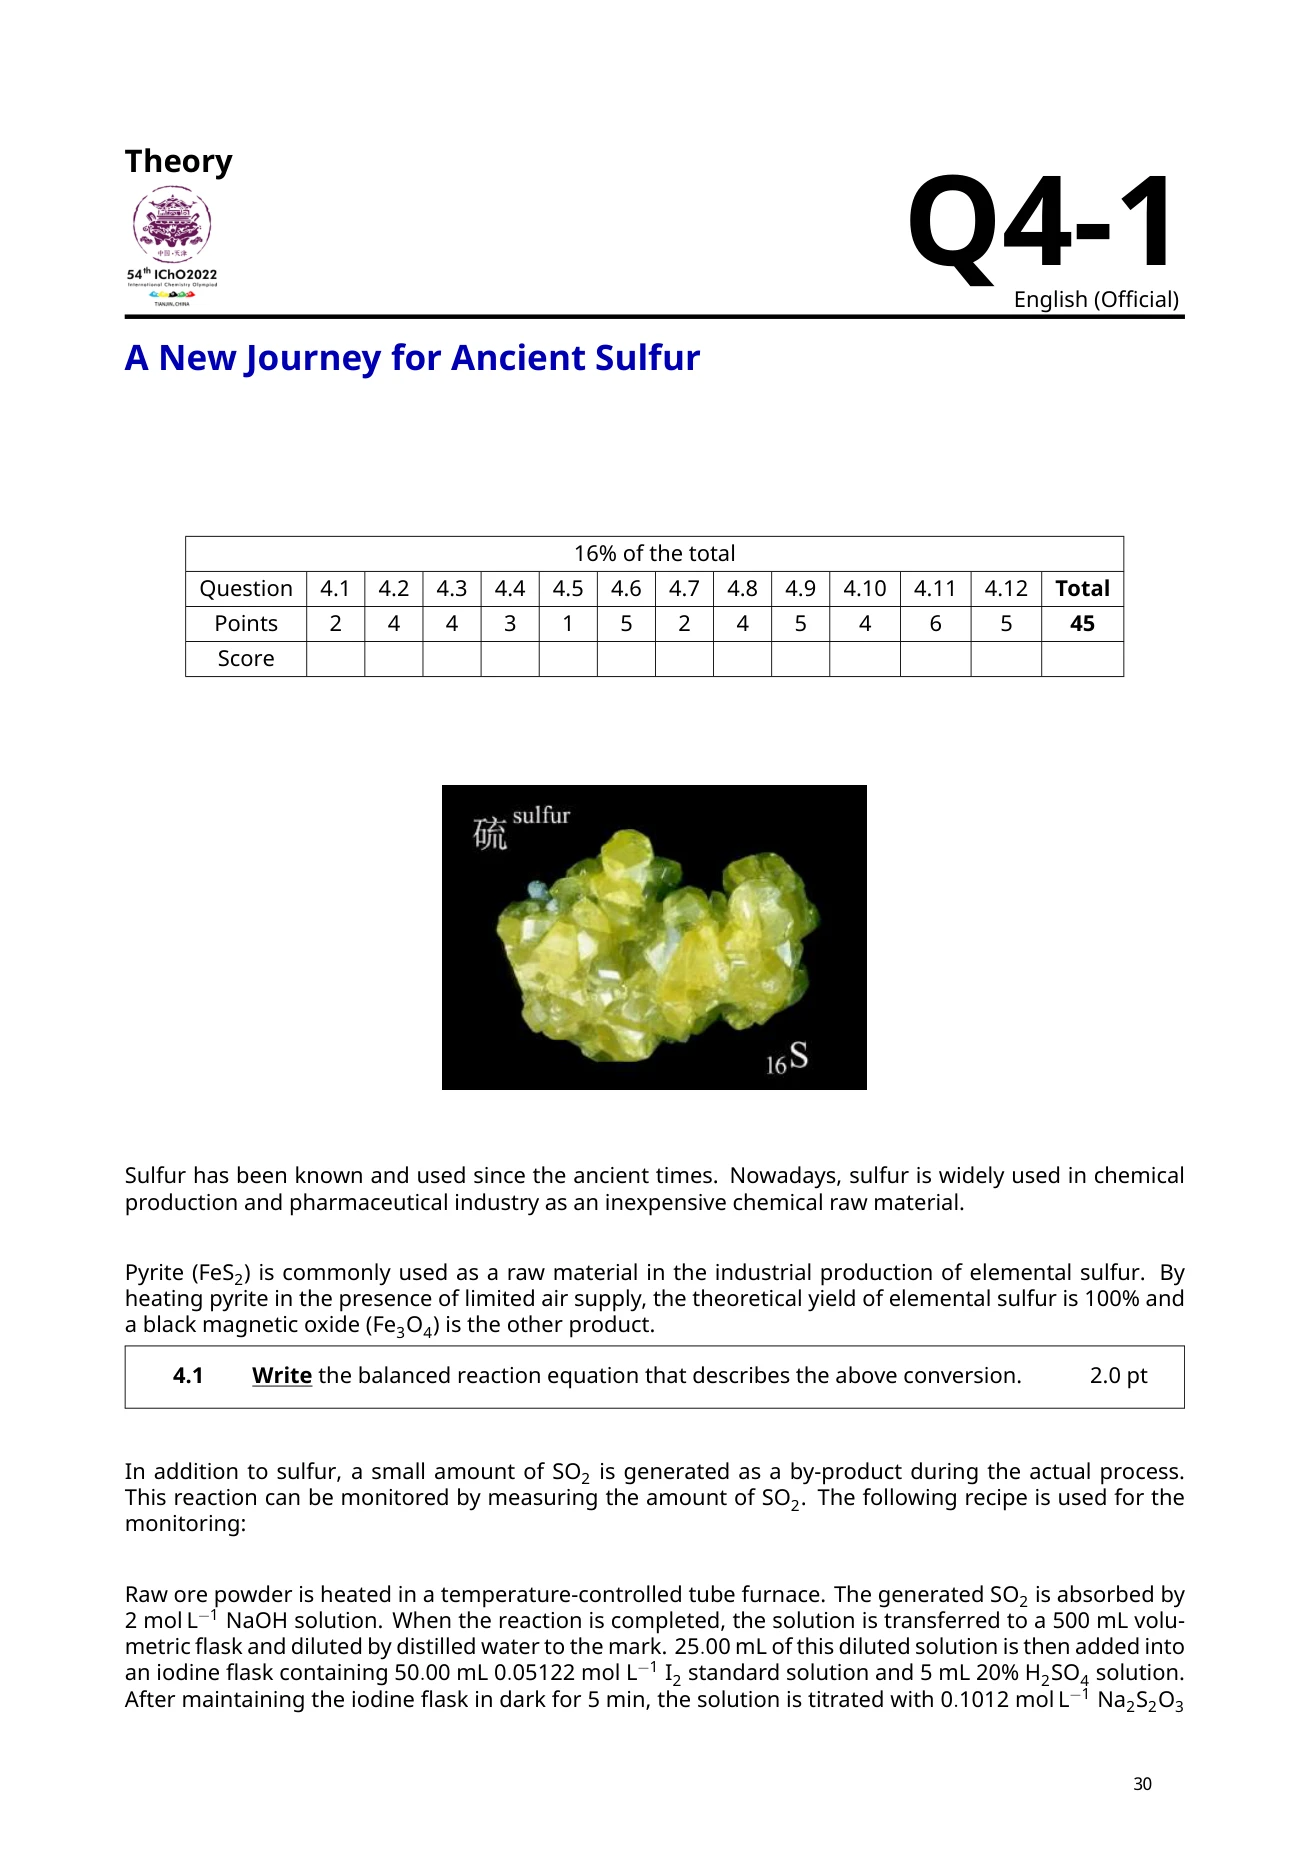 Theory
中国·天津
54th IChO2022
International Chemistry Olympiad
TIANJIN, CHINA
Q4-1
English (Official)
A New Journey for Ancient Sulfur
16% of the total
Question 4.1 4.2 4.3 4.4 4.5 4.6 4.7 4.8 4.9 4.10 4.11 4.12 Total
Points 2 4 4 3 1 5 2 4 5 4 6 5 45
Score
硫 sulfur
16S
Sulfur has been known and used since the ancient times. Nowadays, sulfur is widely used in chemical
production and pharmaceutical industry as an inexpensive chemical raw material.
Pyrite (FeS2) is commonly used as a raw material in the industrial production of elemental sulfur. By
heating pyrite in the presence of limited air supply, the theoretical yield of elemental sulfur is 100% and
a black magnetic oxide (Fe3O4) is the other product.
4.1 Write the balanced reaction equation that describes the above conversion. 2.0 pt
In addition to sulfur, a small amount of SO2 is generated as a by-product during the actual process.
This reaction can be monitored by measuring the amount of SO2. The following recipe is used for the
monitoring:
Raw ore powder is heated in a temperature-controlled tube furnace. The generated SO2 is absorbed by
2 mol L−1 NaOH solution. When the reaction is completed, the solution is transferred to a 500 mL volu-
metric flask and diluted by distilled water to the mark. 25.00 mL of this diluted solution is then added into
an iodine flask containing 50.00 mL 0.05122 mol L−1 I2 standard solution and 5 mL 20% H2SO4 solution.
After maintaining the iodine flask in dark for 5 min, the solution is titrated with 0.1012 mol L−1 Na2S2O3
30